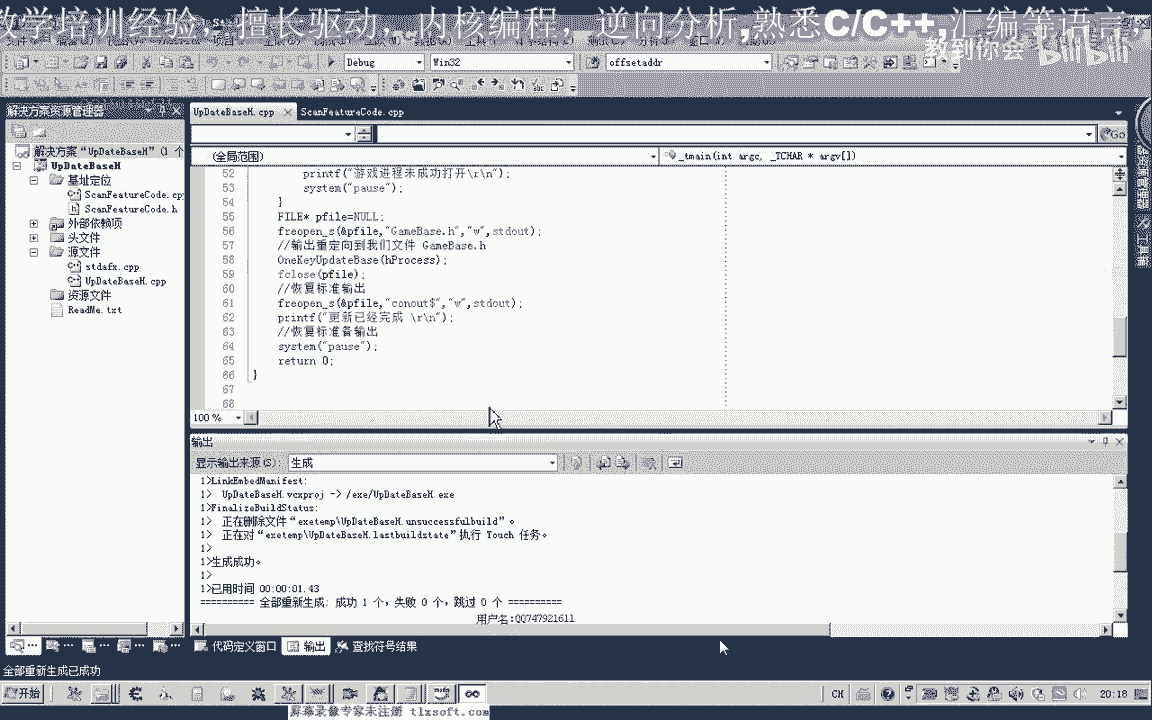 教学培训经验，擅长驱动，内核编程，逆向分析,熟悉C/C++,汇编等语言，
教到你会 bilibili
Debug Win32 offsetaddr
解决方案资源管理器
UpDateBaseH.cpp ScanFeatureCode.cpp
Go
解决方案"UpDateBaseH"(1 个
(全局范围) _tmain(int argc, _TCHAR * argv[])
UpDateBaseH
基址定位
ScanFeatureCode.cp
ScanFeatureCode.h
外部依赖项
头文件
源文件
stdafx.cpp
UpDateBaseH.cpp
资源文件
ReadMe.txt
52 printf("游戏进程未成功打开\r\n");
53 system("pause");
54 }
55 FILE* pfile=NULL;
56 freopen_s(&pfile,"GameBase.h","w",stdout);
57 //输出重定向到我们文件 GameBase.h
58 OneKeyUpdateBase(hProcess);
59 fclose(pfile);
60 //恢复标准输出
61 freopen_s(&pfile,"conout$","w",stdout);
62 printf("更新已经完成 \r\n");
63 //恢复标准备输出
64 system("pause");
65 return 0;
66 }
67
68
100 %
输出
显示输出来源(S): 生成
1>LinkEmbedManifest:
1> UpDateBaseH.vcxproj -> /exe/UpDateBaseH.exe
1>FinalizeBuildStatus:
1> 正在删除文件"exetemp\UpDateBaseH.unsuccessfulbuild"。
1> 正在对"exetemp\UpDateBaseH.lastbuildstate"执行 Touch 任务。
1>
1>生成成功。
1>
1>已用时间 00:00:01.43
========== 全部重新生成: 成功 1 个，失败 0 个，跳过 0 个 ==========
用户名:QQ747921611
代码定义窗口 输出 查找符号结果
全部重新生成已成功
开始 CH 20:18
屏幕录像专家未注册 tlxsoft.com
工具箱